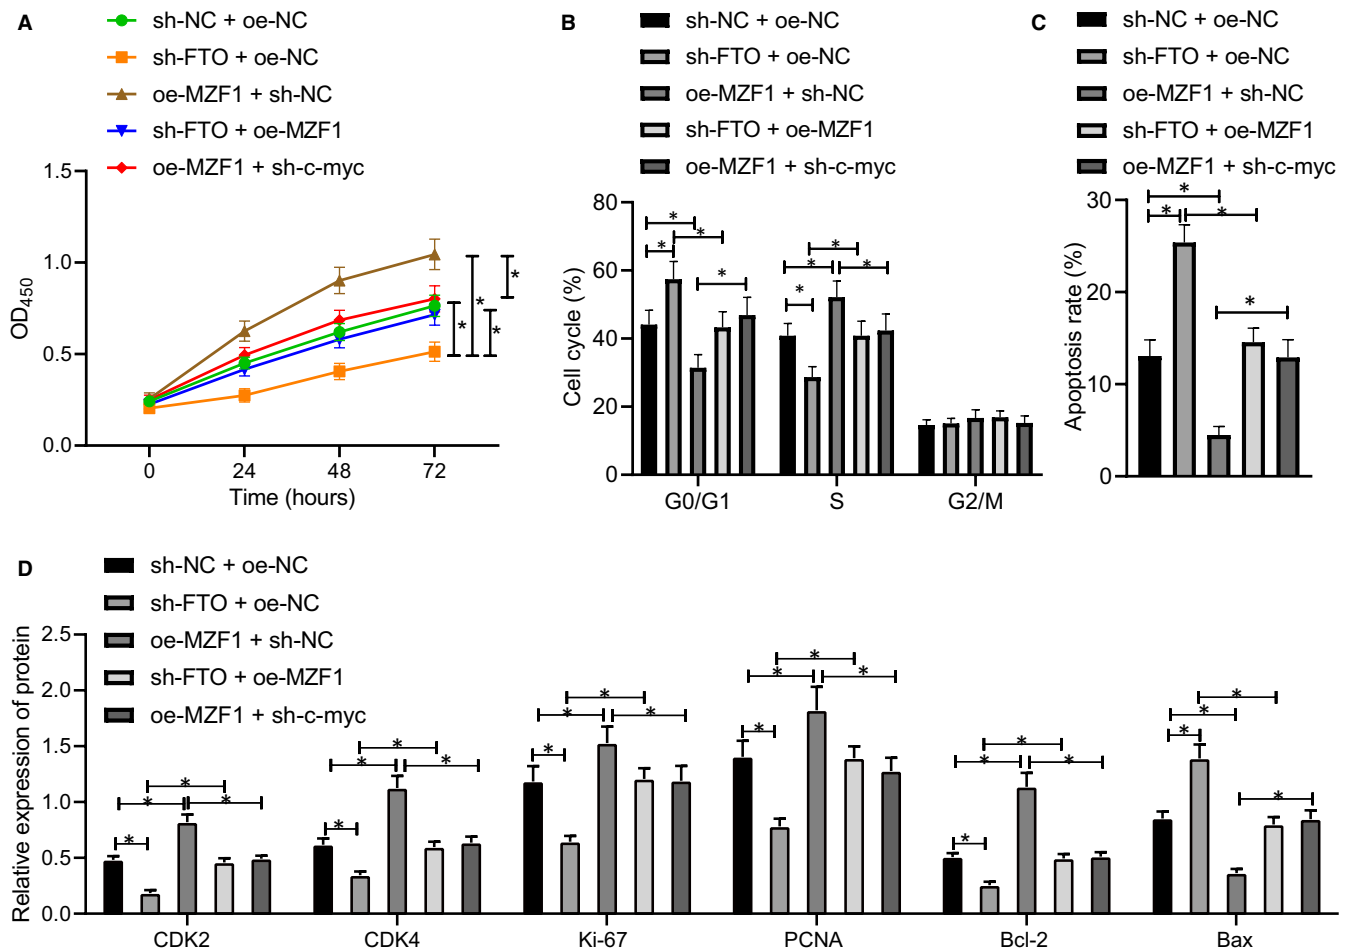 A
sh-NC + oe-NC
sh-FTO + oe-NC
oe-MZF1 + sh-NC
sh-FTO + oe-MZF1
oe-MZF1 + sh-c-myc
1.5
1.0
0.5
0.0
OD450
0 24 48 72
Time (hours)
* * * *
B
sh-NC + oe-NC
sh-FTO + oe-NC
oe-MZF1 + sh-NC
sh-FTO + oe-MZF1
oe-MZF1 + sh-c-myc
80
60
40
20
0
Cell cycle (%)
* * * *
* * * *
G0/G1 S G2/M
C
sh-NC + oe-NC
sh-FTO + oe-NC
oe-MZF1 + sh-NC
sh-FTO + oe-MZF1
oe-MZF1 + sh-c-myc
30
20
10
0
Apoptosis rate (%)
* * * *
D
sh-NC + oe-NC
sh-FTO + oe-NC
oe-MZF1 + sh-NC
sh-FTO + oe-MZF1
oe-MZF1 + sh-c-myc
2.5
2.0
1.5
1.0
0.5
0.0
Relative expression of protein
* * * *
* * * *
* * * *
* * * *
* * * *
* * * *
CDK2 CDK4 Ki-67 PCNA Bcl-2 Bax